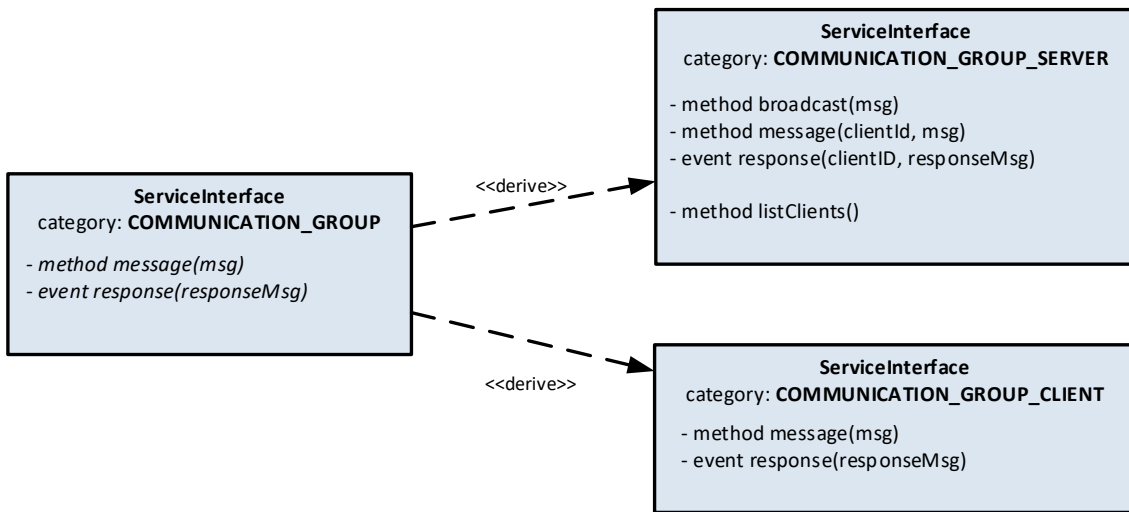 ServiceInterface
category: COMMUNICATION_GROUP
- method message(msg)
- event response(responseMsg)
<<derive>>
<<derive>>
ServiceInterface
category: COMMUNICATION_GROUP_SERVER
- method broadcast(msg)
- method message(clientId, msg)
- event response(clientID, responseMsg)
- method listClients()
ServiceInterface
category: COMMUNICATION_GROUP_CLIENT
- method message(msg)
- event response(responseMsg)